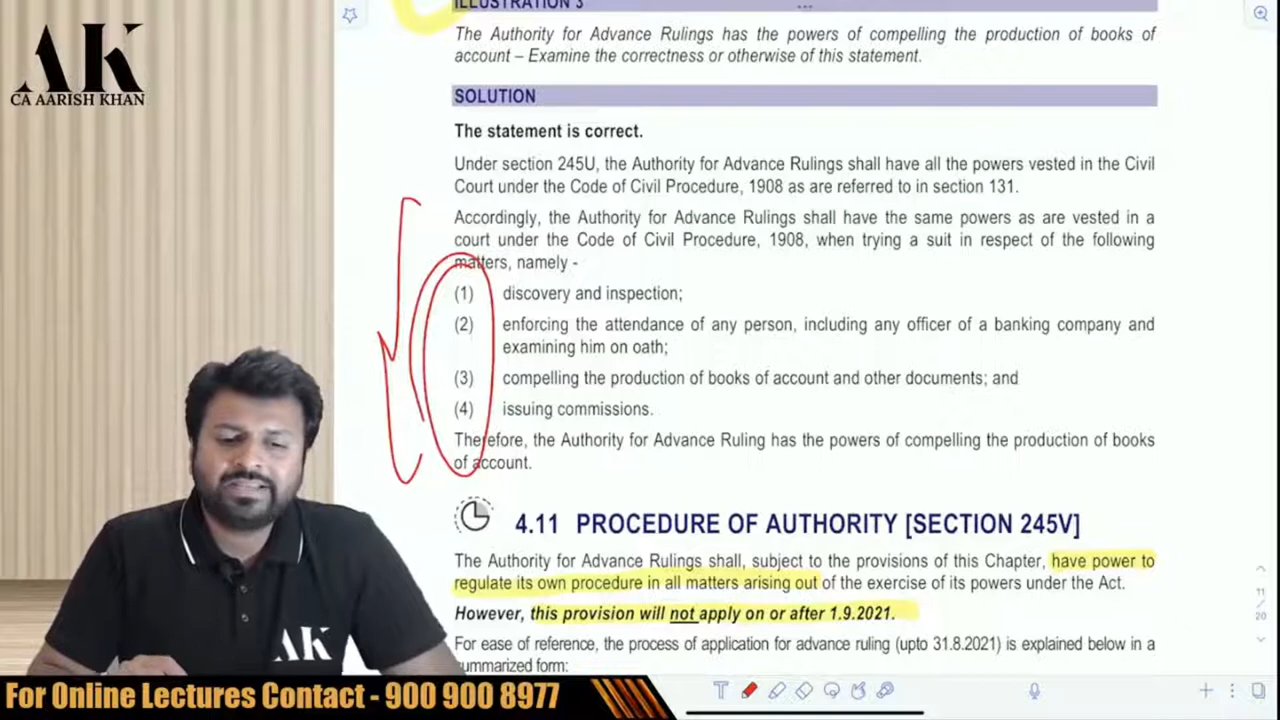 ILLUSTRATION 3
AK
CA AARISH KHAN
The Authority for Advance Rulings has the powers of compelling the production of books of
account – Examine the correctness or otherwise of this statement.
SOLUTION
The statement is correct.
Under section 245U, the Authority for Advance Rulings shall have all the powers vested in the Civil
Court under the Code of Civil Procedure, 1908 as are referred to in section 131.
Accordingly, the Authority for Advance Rulings shall have the same powers as are vested in a
court under the Code of Civil Procedure, 1908, when trying a suit in respect of the following
matters, namely -
(1) discovery and inspection;
(2) enforcing the attendance of any person, including any officer of a banking company and
examining him on oath;
(3) compelling the production of books of account and other documents; and
(4) issuing commissions.
Therefore, the Authority for Advance Ruling has the powers of compelling the production of books
of account.
4.11 PROCEDURE OF AUTHORITY [SECTION 245V]
The Authority for Advance Rulings shall, subject to the provisions of this Chapter, have power to
regulate its own procedure in all matters arising out of the exercise of its powers under the Act.
However, this provision will not apply on or after 1.9.2021.
For ease of reference, the process of application for advance ruling (upto 31.8.2021) is explained below in a
summarized form:
11
20
AK
For Online Lectures Contact - 900 900 8977
T